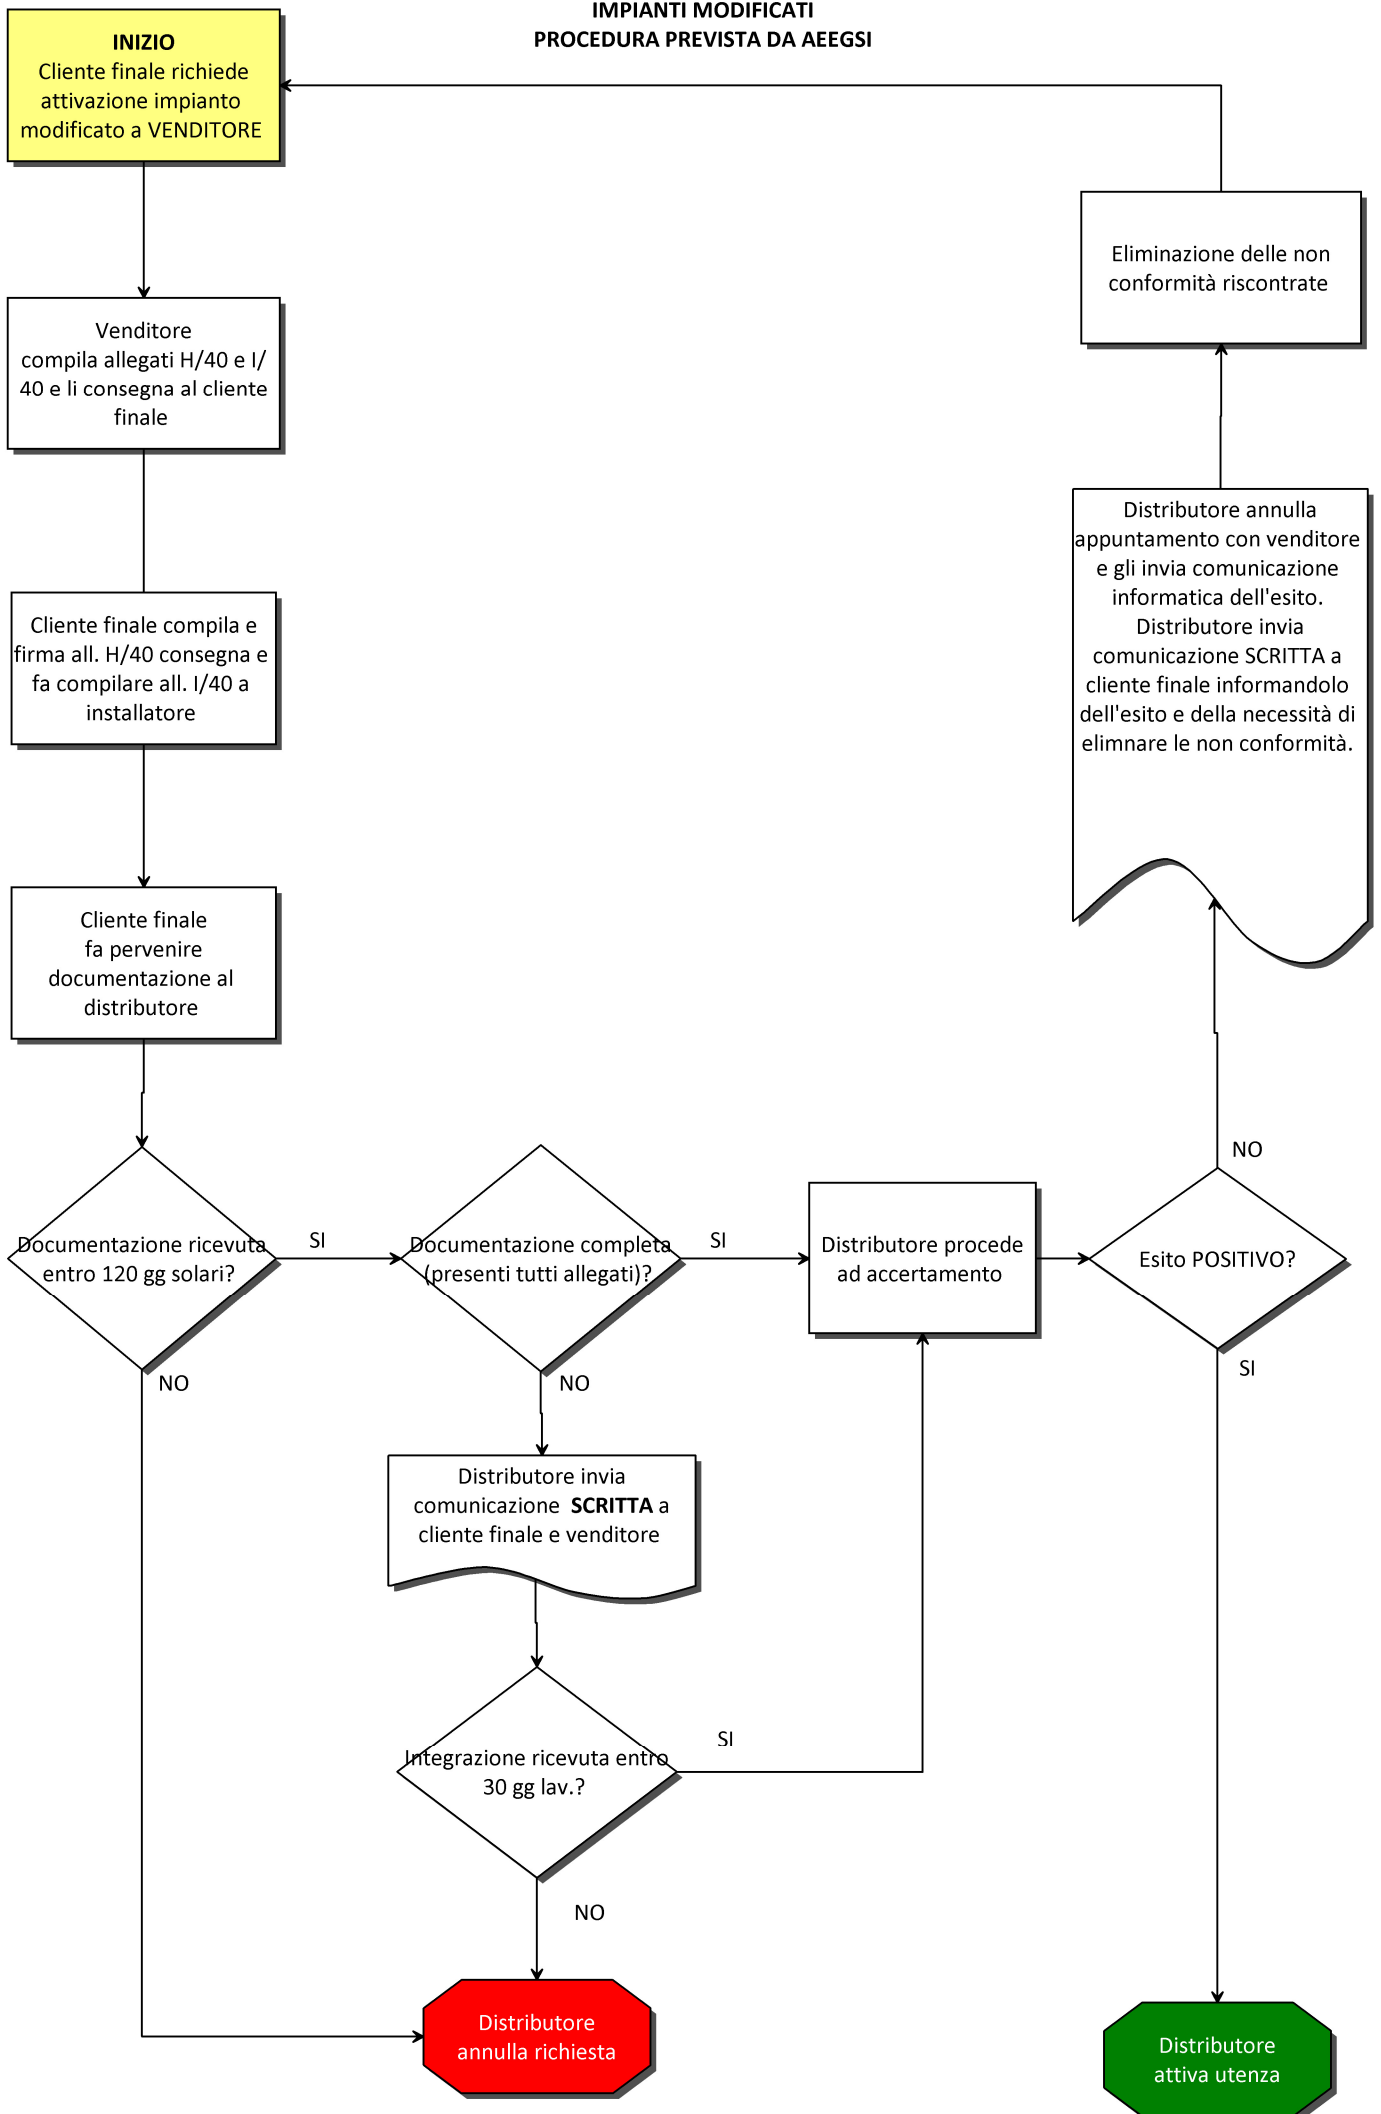 IMPIANTI MODIFICATI
PROCEDURA PREVISTA DA AEEGSI
INIZIO
Cliente finale richiede
attivazione impianto
modificato a VENDITORE
Eliminazione delle non
conformità riscontrate
Venditore
compila allegati H/40 e I/
40 e li consegna al cliente
finale
Distributore annulla
appuntamento con venditore
e gli invia comunicazione
informatica dell'esito.
Distributore invia
comunicazione SCRITTA a
cliente finale informandolo
dell'esito e della necessità di
elimnare le non conformità.
Cliente finale compila e
firma all. H/40 consegna e
fa compilare all. I/40 a
installatore
Cliente finale
fa pervenire
documentazione al
distributore
Documentazione ricevuta
entro 120 gg solari?
SI
NO
Documentazione completa
(presenti tutti allegati)?
SI
NO
Distributore procede
ad accertamento
Esito POSITIVO?
NO
SI
Distributore invia
comunicazione SCRITTA a
cliente finale e venditore
Integrazione ricevuta entro
30 gg lav.?
SI
NO
Distributore
annulla richiesta
Distributore
attiva utenza